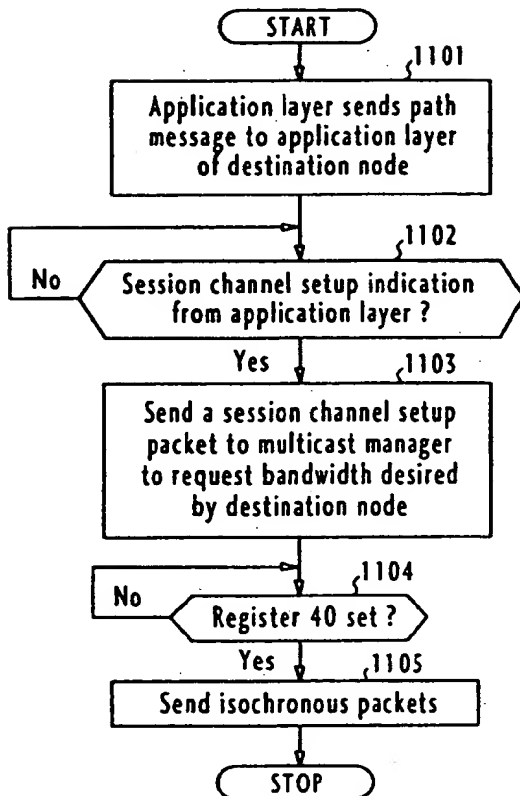 START
1101
Application layer sends path
message to application layer
of destination node
1102
No
Session channel setup indication
from application layer ?
Yes
1103
Send a session channel setup
packet to multicast manager
to request bandwidth desired
by destination node
1104
No
Register 40 set ?
Yes
1105
Send isochronous packets
STOP